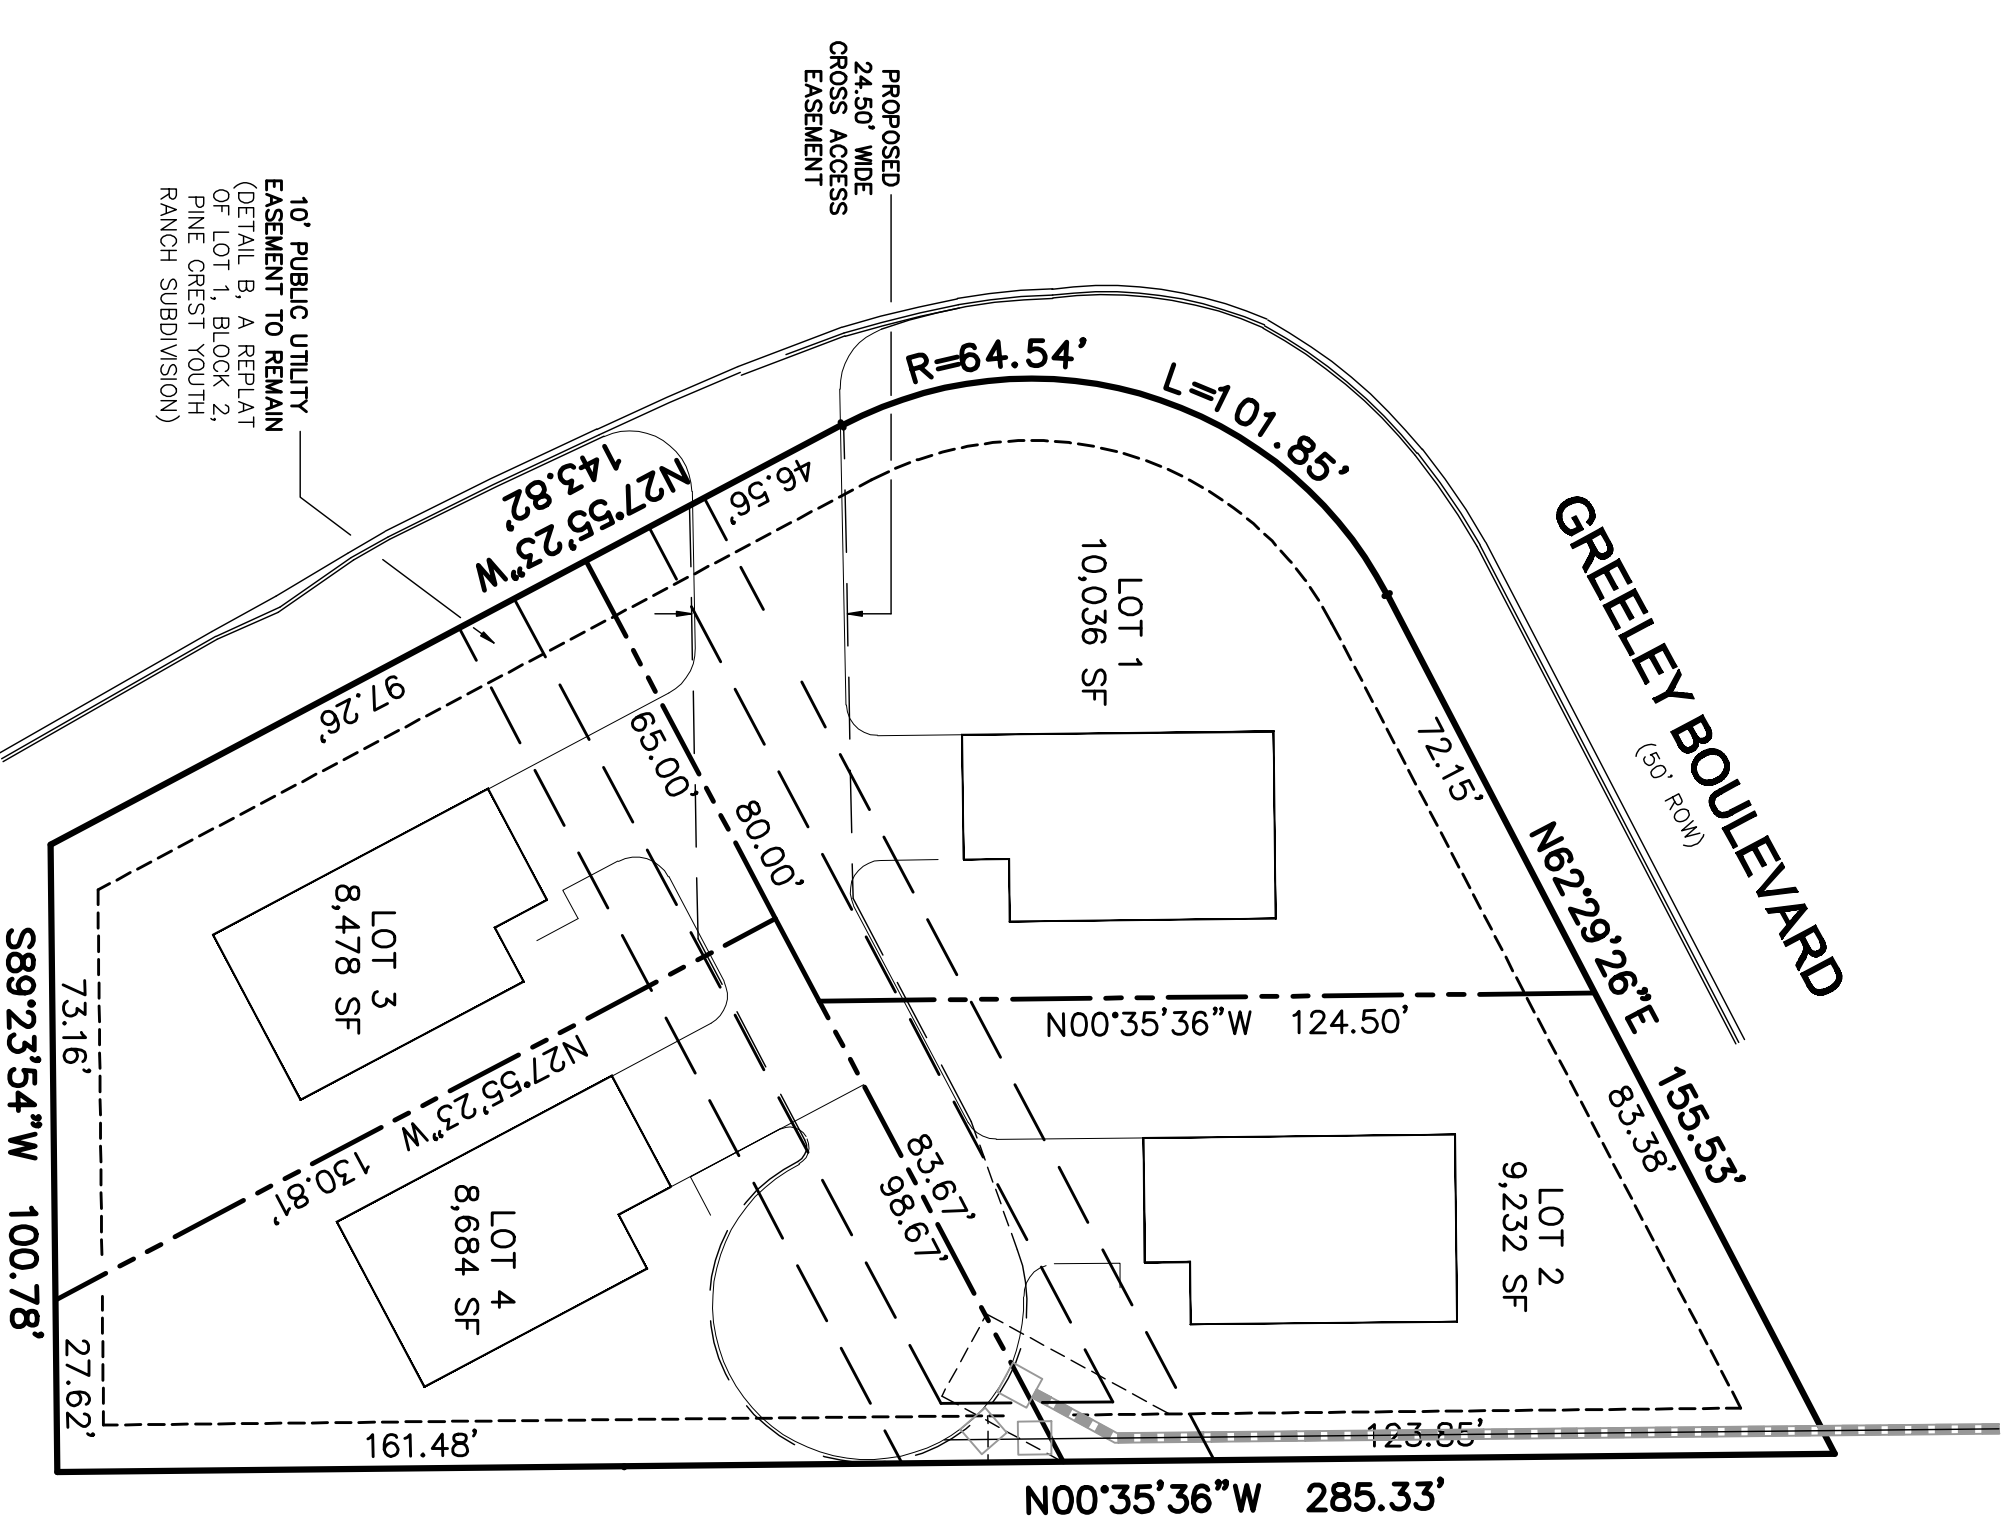 PROPOSED
24.50' WIDE
CROSS ACCESS
EASEMENT
10' PUBLIC UTILITY
EASEMENT TO REMAIN
(DETAIL B, A REPLAT
OF LOT 1, BLOCK 2,
PINE CREST YOUTH
RANCH SUBDIVISION)
R=64.54'
L=101.85'
GREELEY BOULEVARD
(50' ROW)
N27°55'23"W
143.82'
46.56'
97.26'
LOT 1
10,036 SF
72.15'
N62°29'26"E 155.53'
83.38'
65.00'
80.00'
N00°35'36"W 124.50'
LOT 3
8,478 SF
N27°55'23"W 130.81'
83.67'
98.67'
LOT 2
9,232 SF
LOT 4
8,684 SF
S89°23'54"W 100.78'
73.16'
27.62'
161.48'
123.85'
N00°35'36"W 285.33'